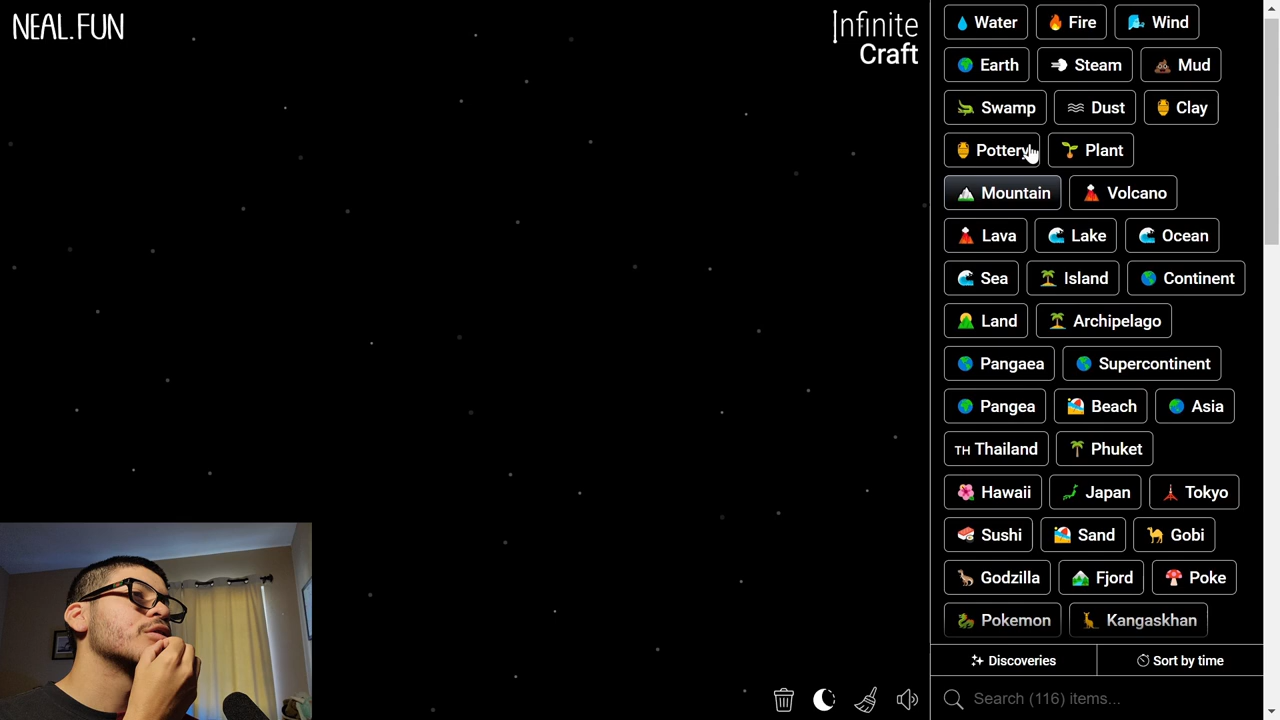 NEAL.FUN
Infinite
Craft
Water Fire Wind
Earth Steam Mud
Swamp Dust Clay
Pottery Plant
Mountain Volcano
Lava Lake Ocean
Sea Island Continent
Land Archipelago
Pangaea Supercontinent
Pangea Beach Asia
TH Thailand Phuket
Hawaii Japan Tokyo
Sushi Sand Gobi
Godzilla Fjord Poke
Pokemon Kangaskhan
Discoveries Sort by time
Search (116) items...